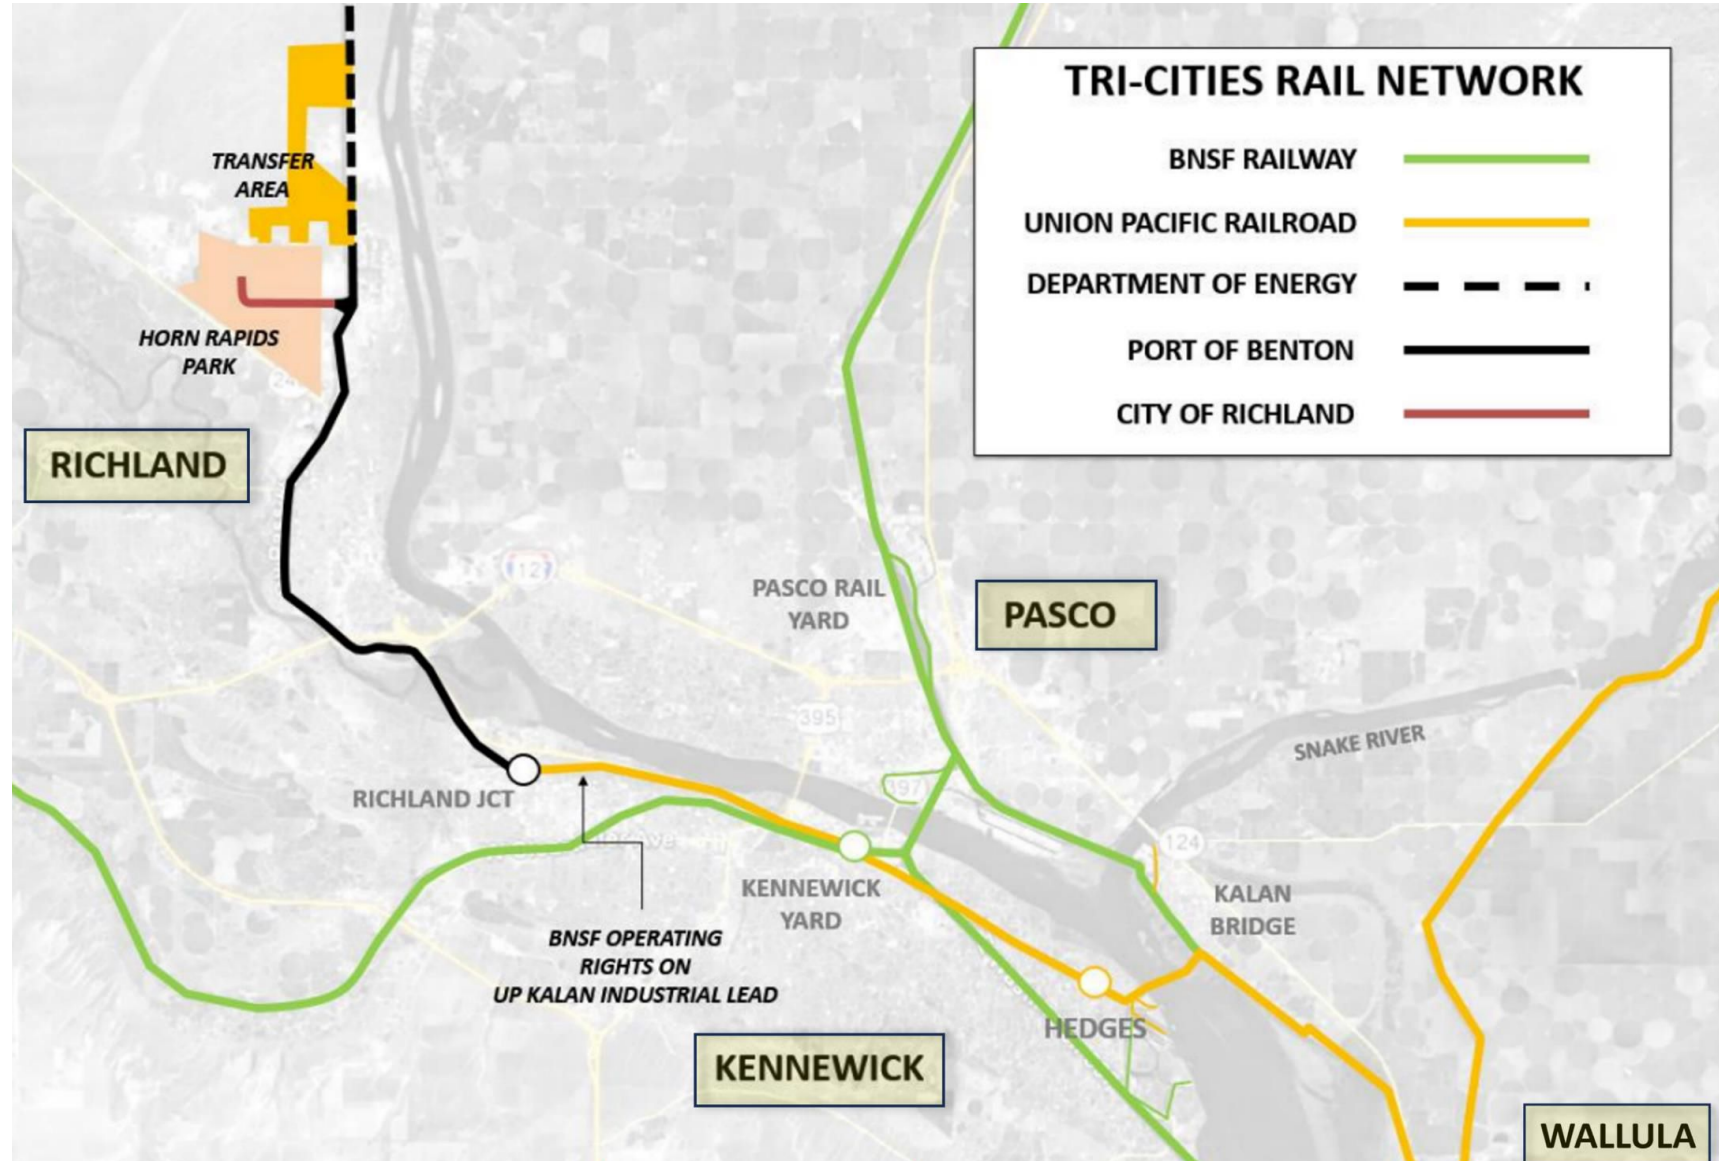 TRI-CITIES RAIL NETWORK
BNSF RAILWAY
UNION PACIFIC RAILROAD
DEPARTMENT OF ENERGY
PORT OF BENTON
CITY OF RICHLAND
TRANSFER
AREA
HORN RAPIDS
PARK
RICHLAND
PASCO RAIL
YARD
PASCO
395
SNAKE RIVER
RICHLAND JCT
397
124
KENNEWICK
YARD
KALAN
BRIDGE
BNSF OPERATING
RIGHTS ON
UP KALAN INDUSTRIAL LEAD
HEDGES
KENNEWICK
WALLULA